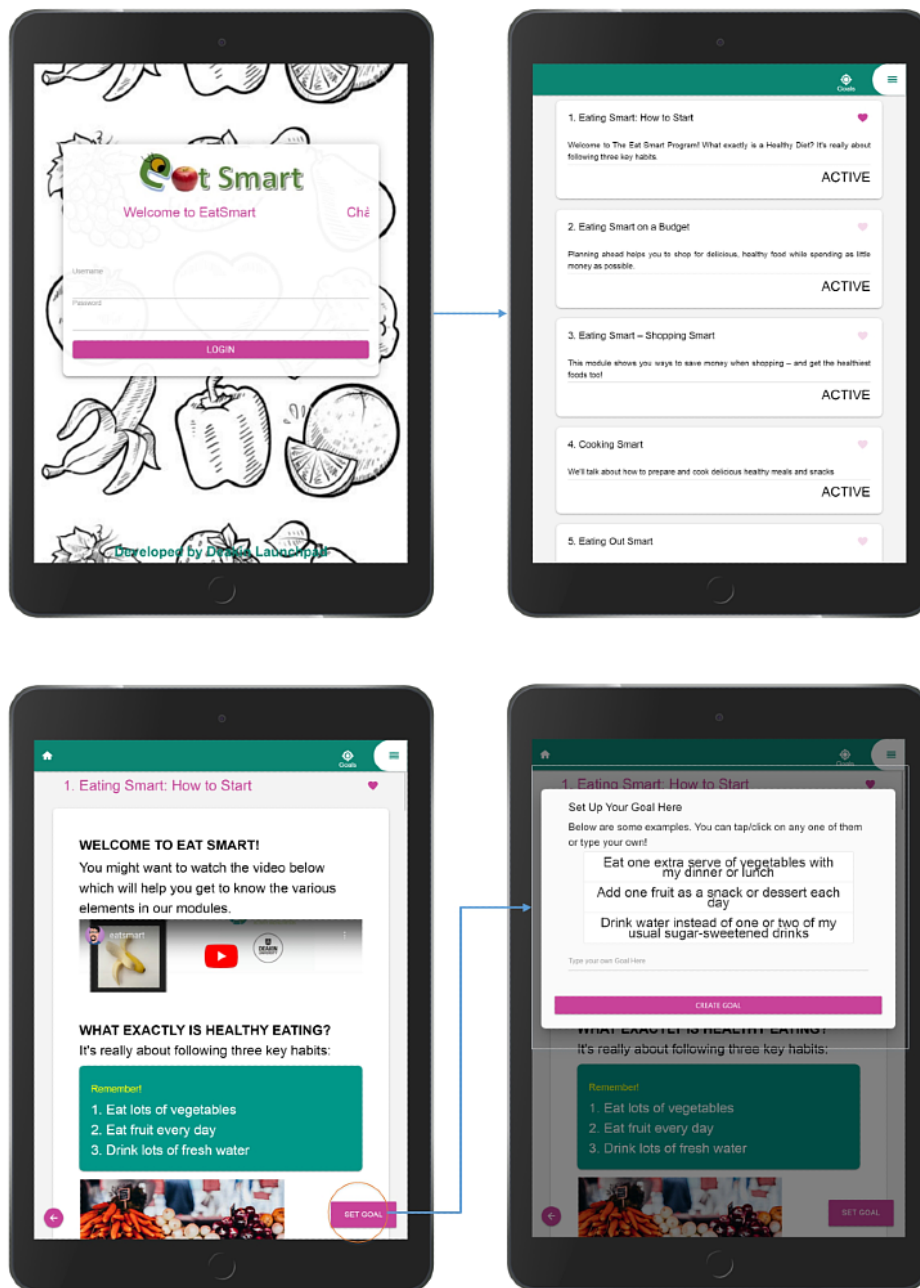 Eat Smart
Welcome to EatSmart Chà
Username
Password
LOGIN
Developed by Deakin Launchpad
Goals
1. Eating Smart: How to Start
Welcome to The Eat Smart Program! What exactly is a Healthy Diet? It's really about
following three key habits.
ACTIVE
2. Eating Smart on a Budget
Planning ahead helps you to shop for delicious, healthy food while spending as little
money as possible.
ACTIVE
3. Eating Smart – Shopping Smart
This module shows you ways to save money when shopping – and get the healthiest
foods too!
ACTIVE
4. Cooking Smart
We'll talk about how to prepare and cook delicious healthy meals and snacks
ACTIVE
5. Eating Out Smart
Goals
1. Eating Smart: How to Start
WELCOME TO EAT SMART!
You might want to watch the video below
which will help you get to know the various
elements in our modules.
eatsmart
DEAKIN
UNIVERSITY
WHAT EXACTLY IS HEALTHY EATING?
It's really about following three key habits:
Remember!
1. Eat lots of vegetables
2. Eat fruit every day
3. Drink lots of fresh water
SET GOAL
Goals
1. Eating Smart: How to Start
Set Up Your Goal Here
Below are some examples. You can tap/click on any one of them
or type your own!
Eat one extra serve of vegetables with
my dinner or lunch
Add one fruit as a snack or dessert each
day
Drink water instead of one or two of my
usual sugar-sweetened drinks
Type your own Goal Here
CREATE GOAL
WHAT EXACTLY IS HEALTHY EATING?
It's really about following three key habits:
Remember!
1. Eat lots of vegetables
2. Eat fruit every day
3. Drink lots of fresh water
SET GOAL